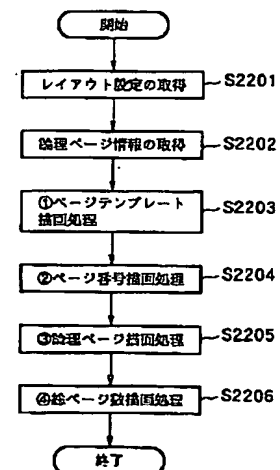 開始
レイアウト設定の取得 S2201
論理ページ情報の取得 S2202
①ページテンプレート
描画処理 S2203
②ページ番号描画処理 S2204
③論理ページ描画処理 S2205
④総ページ数描画処理 S2206
終了